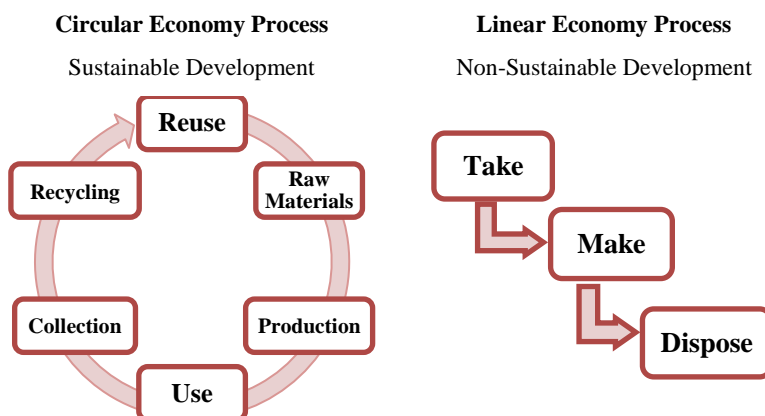 Circular Economy Process
Sustainable Development
Reuse
Raw
Materials
Production
Use
Collection
Recycling
Linear Economy Process
Non-Sustainable Development
Take
Make
Dispose